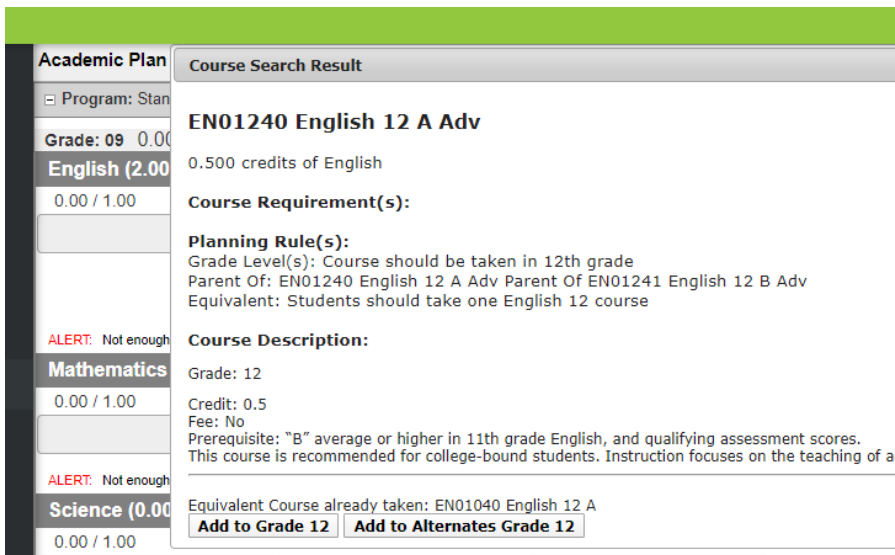 Academic Plan
Program: Stan
Grade: 09 0.00
English (2.00
0.00 / 1.00
ALERT: Not enough
Mathematics
0.00 / 1.00
ALERT: Not enough
Science (0.00
0.00 / 1.00
Course Search Result
EN01240 English 12 A Adv
0.500 credits of English
Course Requirement(s):
Planning Rule(s):
Grade Level(s): Course should be taken in 12th grade
Parent Of: EN01240 English 12 A Adv Parent Of EN01241 English 12 B Adv
Equivalent: Students should take one English 12 course
Course Description:
Grade: 12
Credit: 0.5
Fee: No
Prerequisite: “B” average or higher in 11th grade English, and qualifying assessment scores.
This course is recommended for college-bound students. Instruction focuses on the teaching of a
Equivalent Course already taken: EN01040 English 12 A
Add to Grade 12 Add to Alternates Grade 12